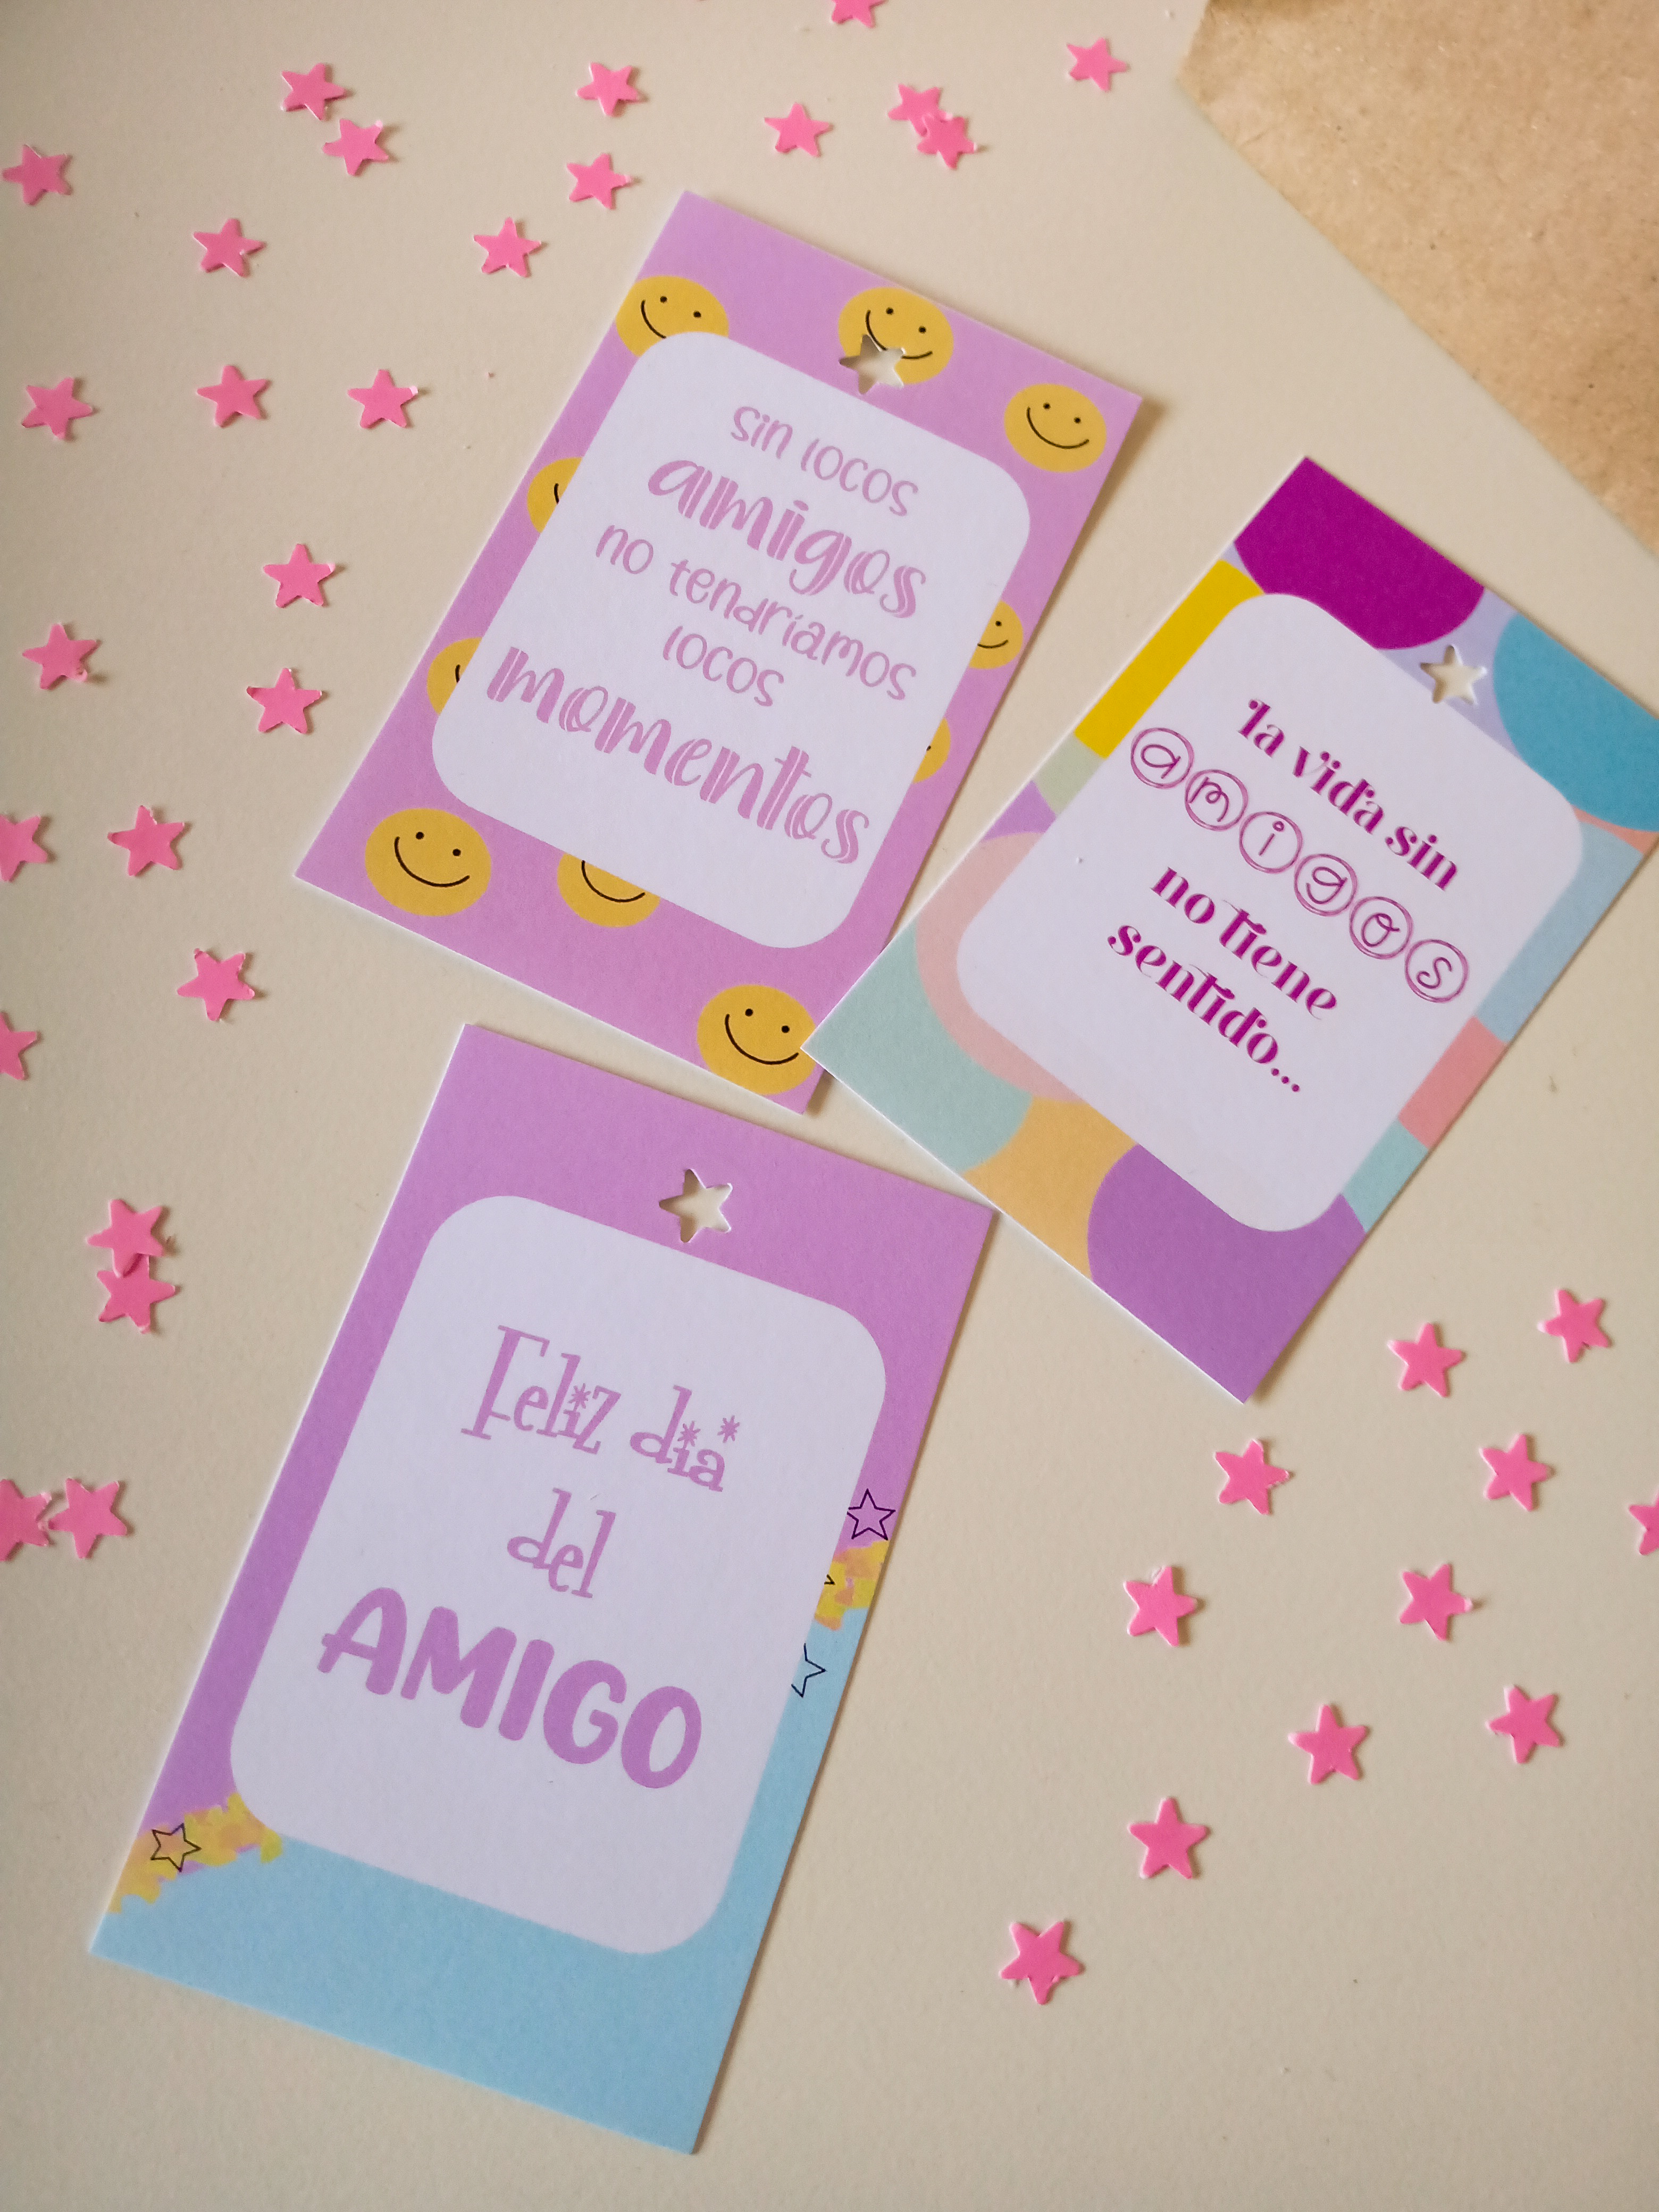 sin locos
amigos
no tendríamos
locos
momentos
la vida sin
amigos
no tiene
sentido...
Feliz día
del
AMIGO